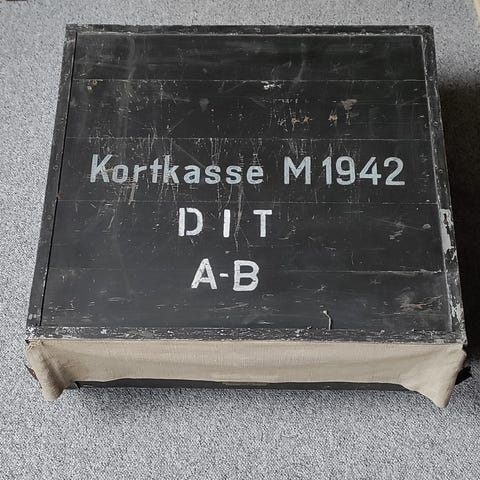 Kortkasse M 1942
D I T
A-B